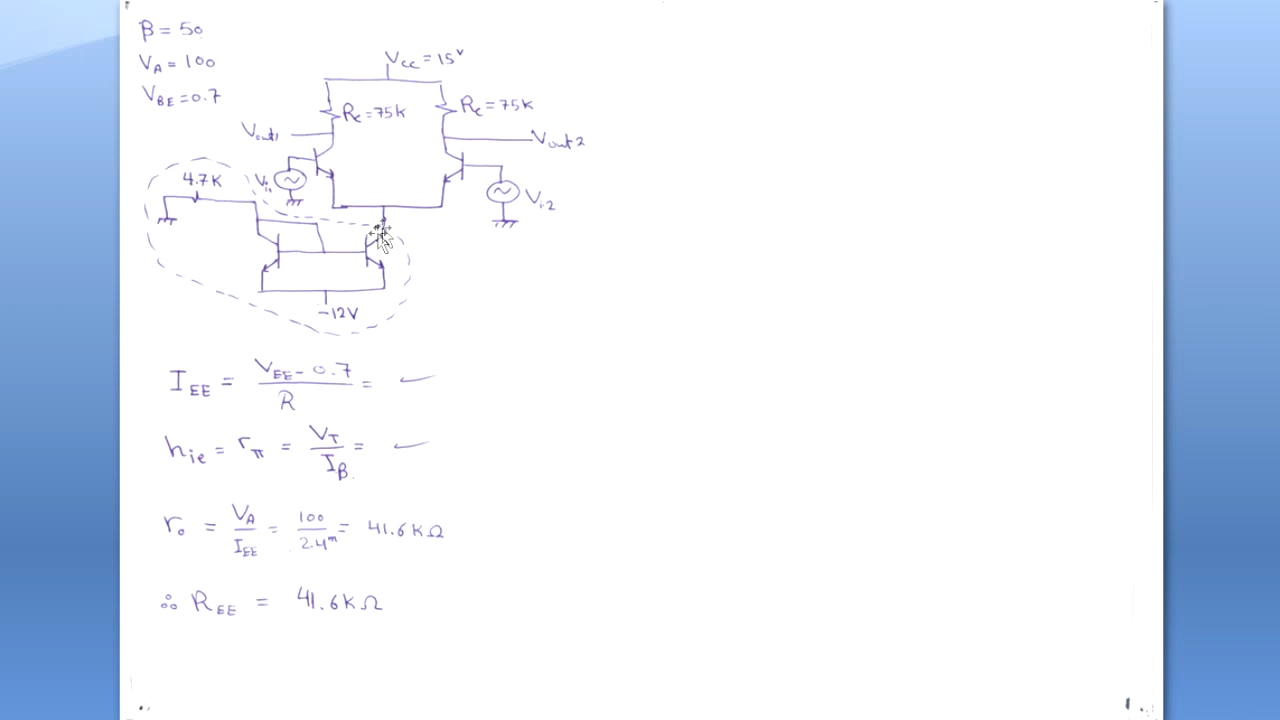 β = 50
V_A = 100
V_BE = 0.7
V_CC = 15V
R_C = 75K
R_C = 75K
V_out1
V_out2
4.7K
V_i1
V_i2
-12V
I_EE = (V_EE - 0.7) / R =
h_ie = r_π = V_T / I_B =
r_o = V_A / I_EE = 100 / 2.4m = 41.6 KΩ
∴ R_EE = 41.6 KΩ